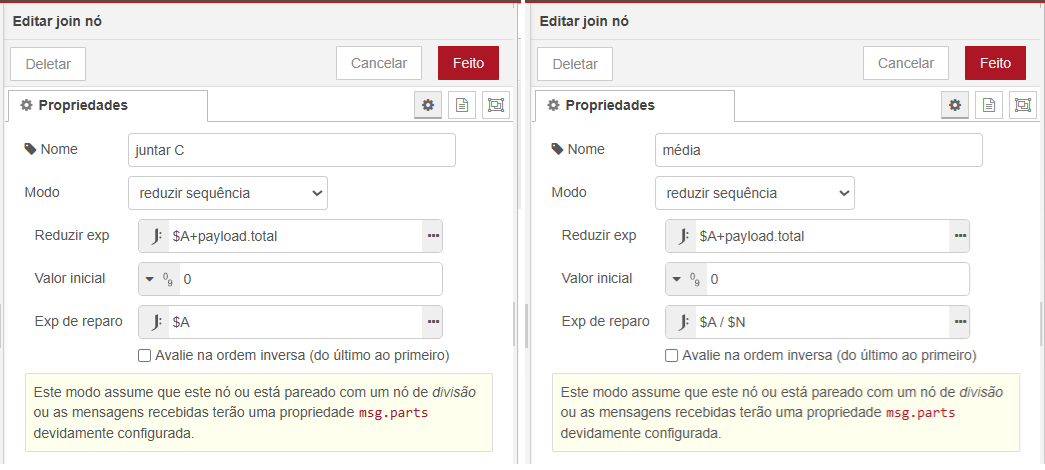 Editar join nó
Deletar
Cancelar
Feito
Propriedades
Nome
juntar C
Modo
reduzir sequência
Reduzir exp
J: $A+payload.total
Valor inicial
0
9
0
Exp de reparo
J: $A
Avalie na ordem inversa (do último ao primeiro)
Este modo assume que este nó ou está pareado com um nó de divisão
ou as mensagens recebidas terão uma propriedade msg.parts
devidamente configurada.
Editar join nó
Deletar
Cancelar
Feito
Propriedades
Nome
média
Modo
reduzir sequência
Reduzir exp
J: $A+payload.total
Valor inicial
0
9
0
Exp de reparo
J: $A / $N
Avalie na ordem inversa (do último ao primeiro)
Este modo assume que este nó ou está pareado com um nó de divisão
ou as mensagens recebidas terão uma propriedade msg.parts
devidamente configurada.